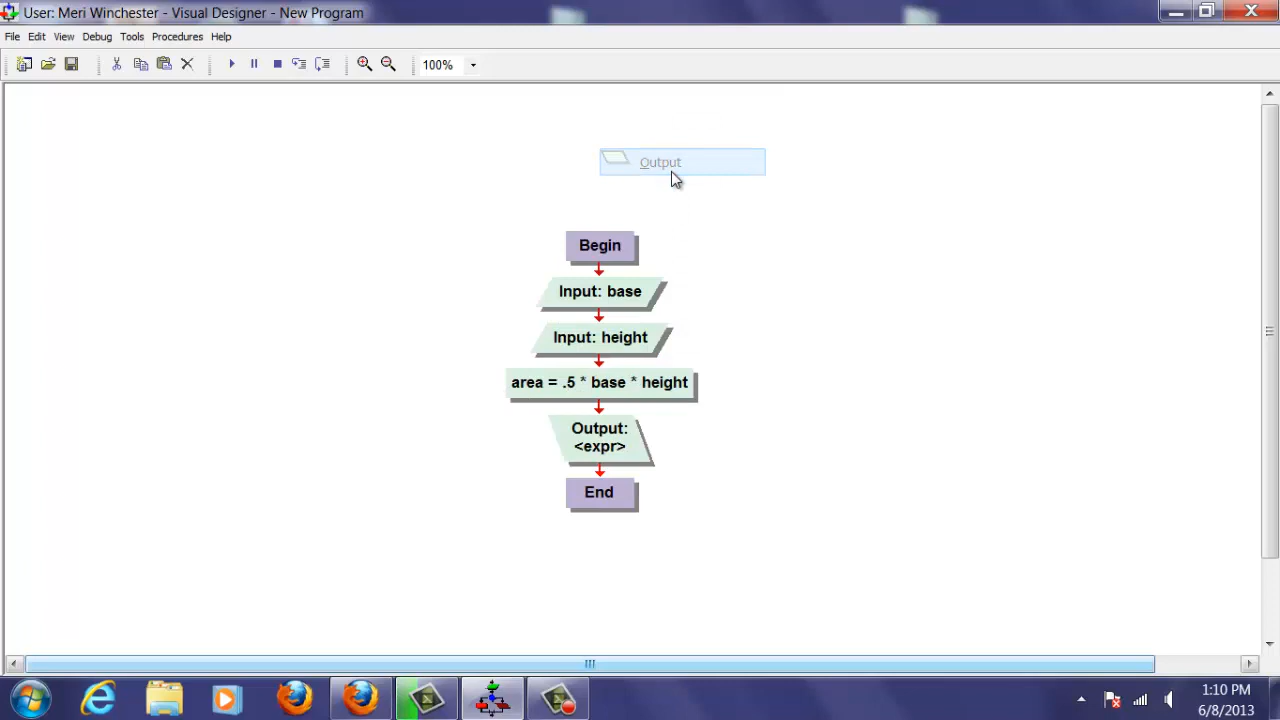 User: Meri Winchester - Visual Designer - New Program
File Edit View Debug Tools Procedures Help
100%
Output
Begin
Input: base
Input: height
area = .5 * base * height
Output:
<expr>
End
1:10 PM
6/8/2013